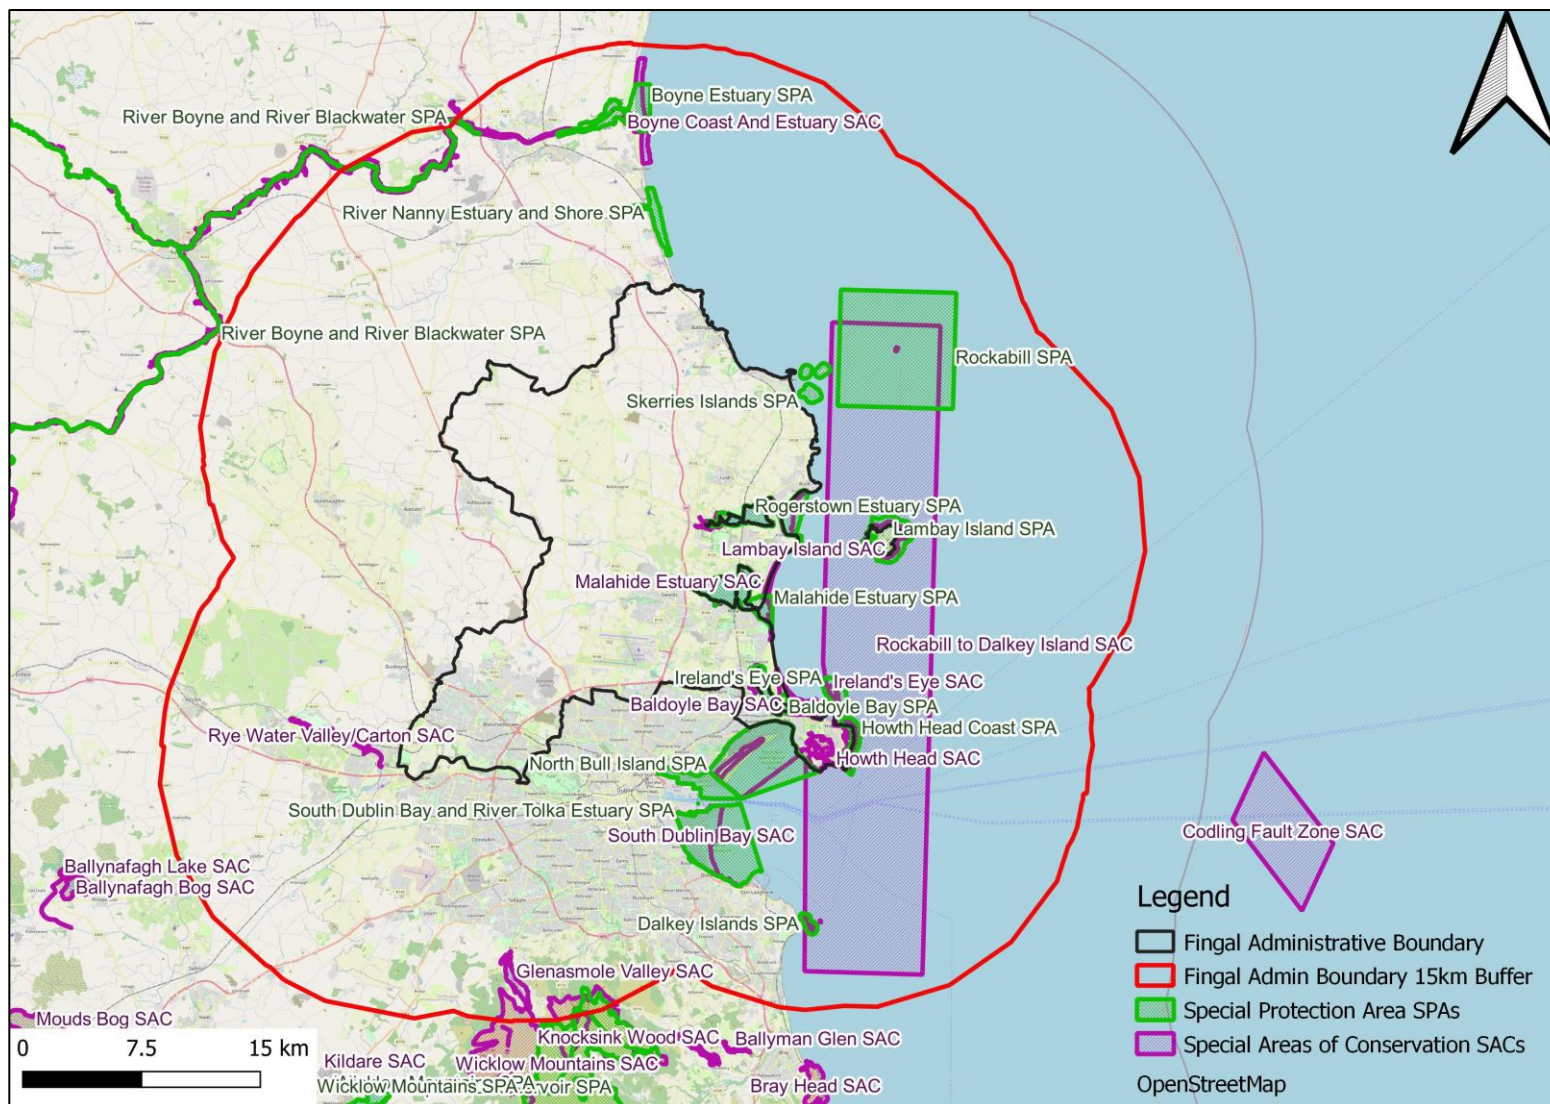 Boyne Estuary SPA
River Boyne and River Blackwater SPA
Boyne Coast And Estuary SAC
River Nanny Estuary and Shore SPA
River Boyne and River Blackwater SPA
Rockabill SPA
Skerries Islands SPA
Rogerstown Estuary SPA
Lambay Island SPA
Lambay Island SAC
Malahide Estuary SAC
Malahide Estuary SPA
Rockabill to Dalkey Island SAC
Ireland's Eye SPA
Ireland's Eye SAC
Baldoyle Bay SAC
Baldoyle Bay SPA
Howth Head Coast SPA
Rye Water Valley/Carton SAC
Howth Head SAC
North Bull Island SPA
South Dublin Bay and River Tolka Estuary SPA
South Dublin Bay SAC
Codling Fault Zone SAC
Ballynafagh Lake SAC
Ballynafagh Bog SAC
Dalkey Islands SPA
Glenasmole Valley SAC
Mouds Bog SAC
Knocksink Wood SAC
Ballyman Glen SAC
Kildare SAC
Wicklow Mountains SAC
Wicklow Mountains SPA
ervoir SPA
Bray Head SAC
0 7.5 15 km
Legend
Fingal Administrative Boundary
Fingal Admin Boundary 15km Buffer
Special Protection Area SPAs
Special Areas of Conservation SACs
OpenStreetMap